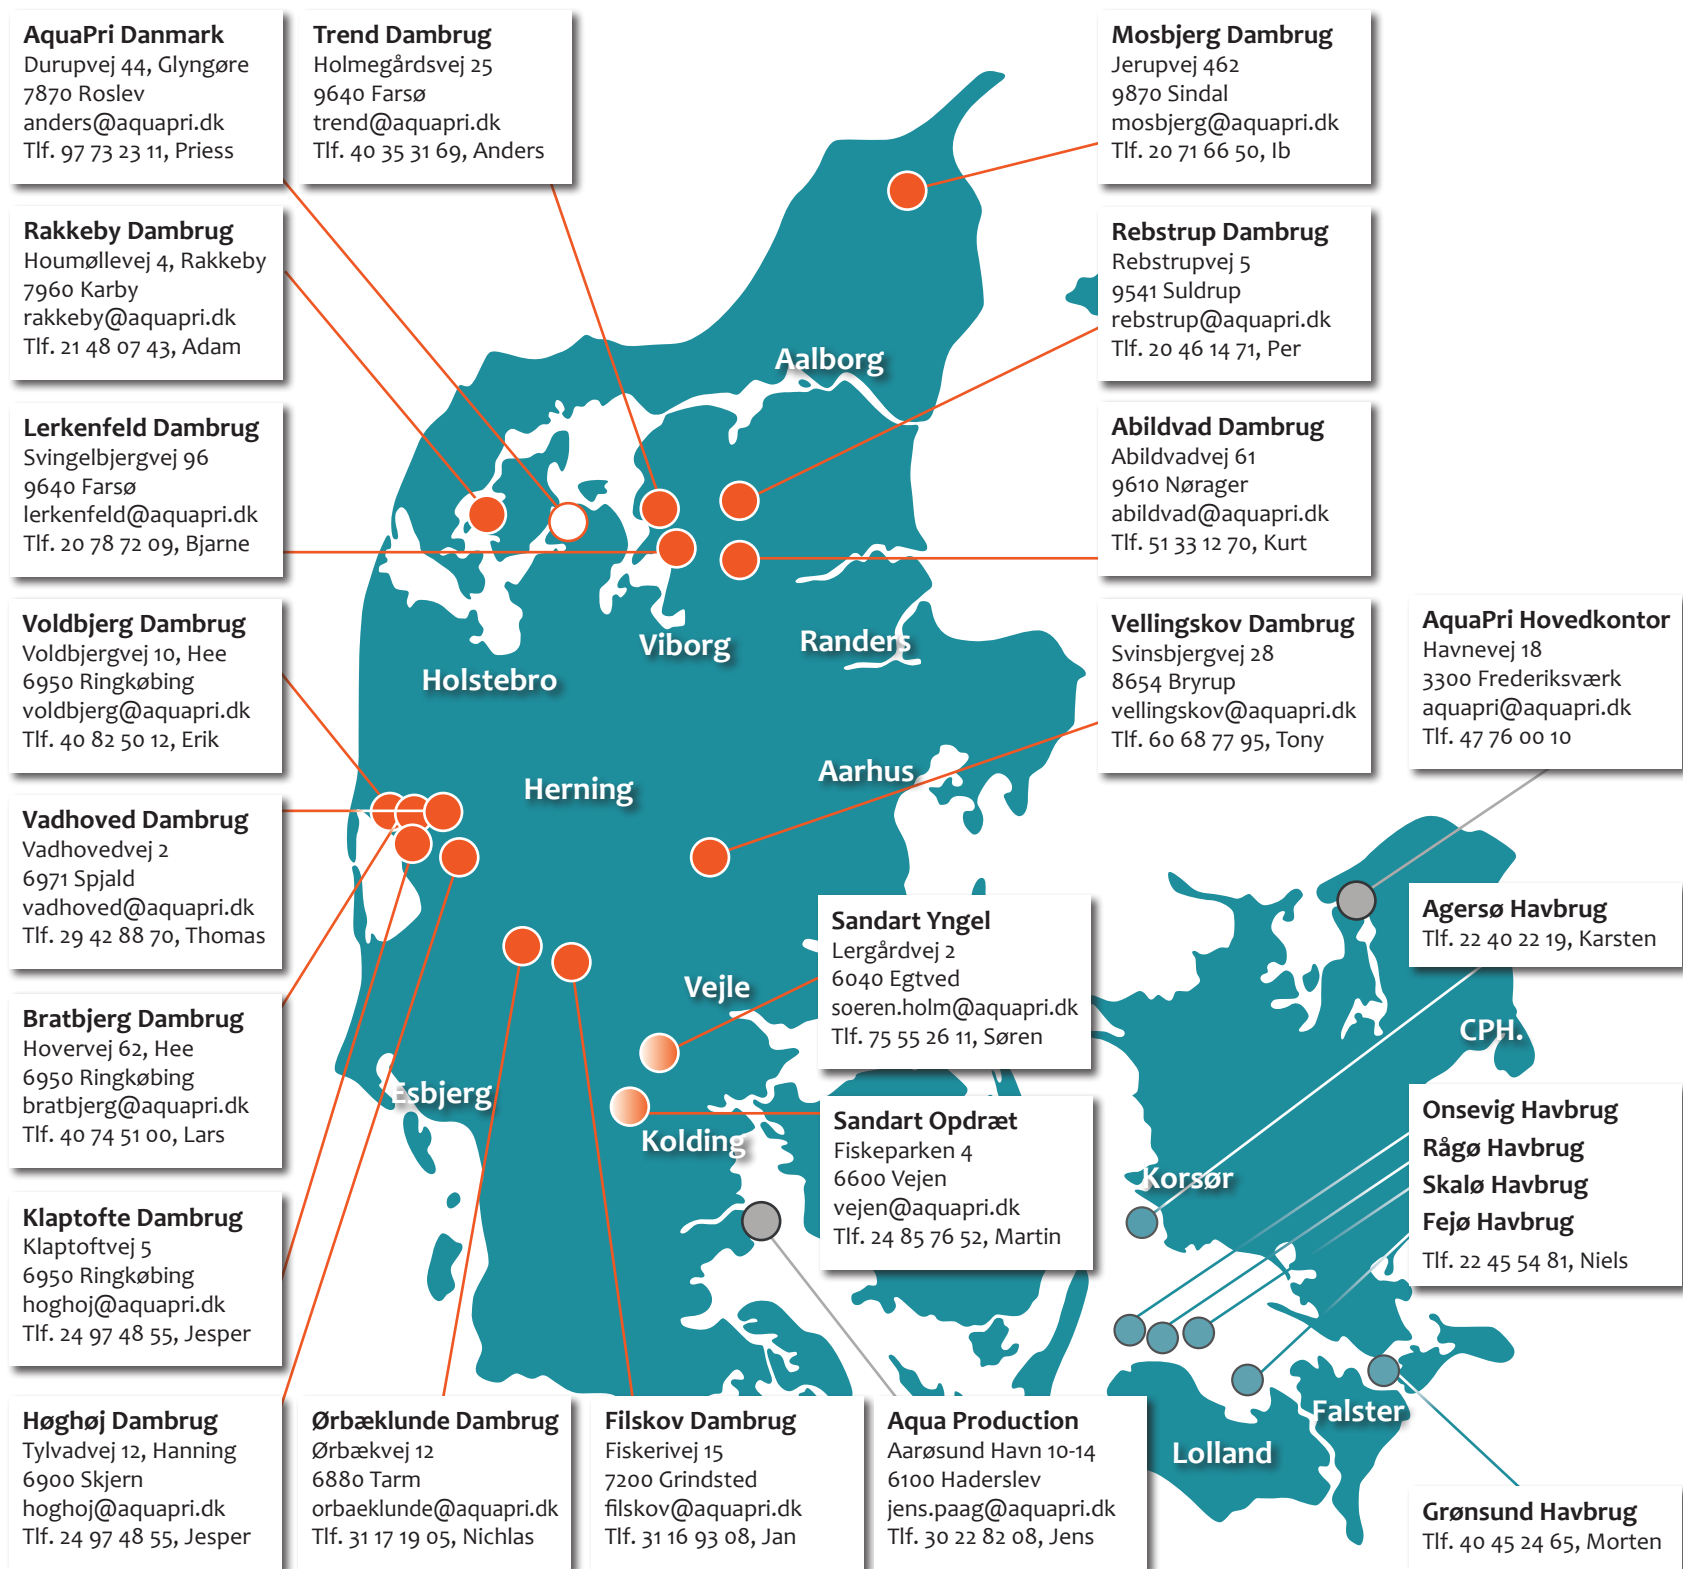 AquaPri Danmark
Durupvej 44, Glyngøre
7870 Roslev
anders@aquapri.dk
Tlf. 97 73 23 11, Priess
Trend Dambrug
Holmegårdsvej 25
9640 Farsø
trend@aquapri.dk
Tlf. 40 35 31 69, Anders
Mosbjerg Dambrug
Jerupvej 462
9870 Sindal
mosbjerg@aquapri.dk
Tlf. 20 71 66 50, Ib
Rakkeby Dambrug
Houmøllevej 4, Rakkeby
7960 Karby
rakkeby@aquapri.dk
Tlf. 21 48 07 43, Adam
Rebstrup Dambrug
Rebstrupvej 5
9541 Suldrup
rebstrup@aquapri.dk
Tlf. 20 46 14 71, Per
Aalborg
Lerkenfeld Dambrug
Svingelbjergvej 96
9640 Farsø
lerkenfeld@aquapri.dk
Tlf. 20 78 72 09, Bjarne
Abildvad Dambrug
Abildvadvej 61
9610 Nørager
abildvad@aquapri.dk
Tlf. 51 33 12 70, Kurt
Voldbjerg Dambrug
Voldbjergvej 10, Hee
6950 Ringkøbing
voldbjerg@aquapri.dk
Tlf. 40 82 50 12, Erik
Viborg
Randers
Holstebro
Vellingskov Dambrug
Svinsbjergvej 28
8654 Bryrup
vellingskov@aquapri.dk
Tlf. 60 68 77 95, Tony
AquaPri Hovedkontor
Havnevej 18
3300 Frederiksværk
aquapri@aquapri.dk
Tlf. 47 76 00 10
Aarhus
Herning
Vadhoved Dambrug
Vadhovedvej 2
6971 Spjald
vadhoved@aquapri.dk
Tlf. 29 42 88 70, Thomas
Sandart Yngel
Lergårdvej 2
6040 Egtved
soeren.holm@aquapri.dk
Tlf. 75 55 26 11, Søren
Agersø Havbrug
Tlf. 22 40 22 19, Karsten
Vejle
CPH.
Bratbjerg Dambrug
Hovervej 62, Hee
6950 Ringkøbing
bratbjerg@aquapri.dk
Tlf. 40 74 51 00, Lars
Esbjerg
Kolding
Sandart Opdræt
Fiskeparken 4
6600 Vejen
vejen@aquapri.dk
Tlf. 24 85 76 52, Martin
Korsør
Onsevig Havbrug
Rågø Havbrug
Skalø Havbrug
Fejø Havbrug
Tlf. 22 45 54 81, Niels
Klaptofte Dambrug
Klaptoftvej 5
6950 Ringkøbing
hoghoj@aquapri.dk
Tlf. 24 97 48 55, Jesper
Høghøj Dambrug
Tylvadvej 12, Hanning
6900 Skjern
hoghoj@aquapri.dk
Tlf. 24 97 48 55, Jesper
Ørbæklunde Dambrug
Ørbækvej 12
6880 Tarm
orbaeklunde@aquapri.dk
Tlf. 31 17 19 05, Nichlas
Filskov Dambrug
Fiskerivej 15
7200 Grindsted
filskov@aquapri.dk
Tlf. 31 16 93 08, Jan
Aqua Production
Aarøsund Havn 10-14
6100 Haderslev
jens.paag@aquapri.dk
Tlf. 30 22 82 08, Jens
Falster
Lolland
Grønsund Havbrug
Tlf. 40 45 24 65, Morten